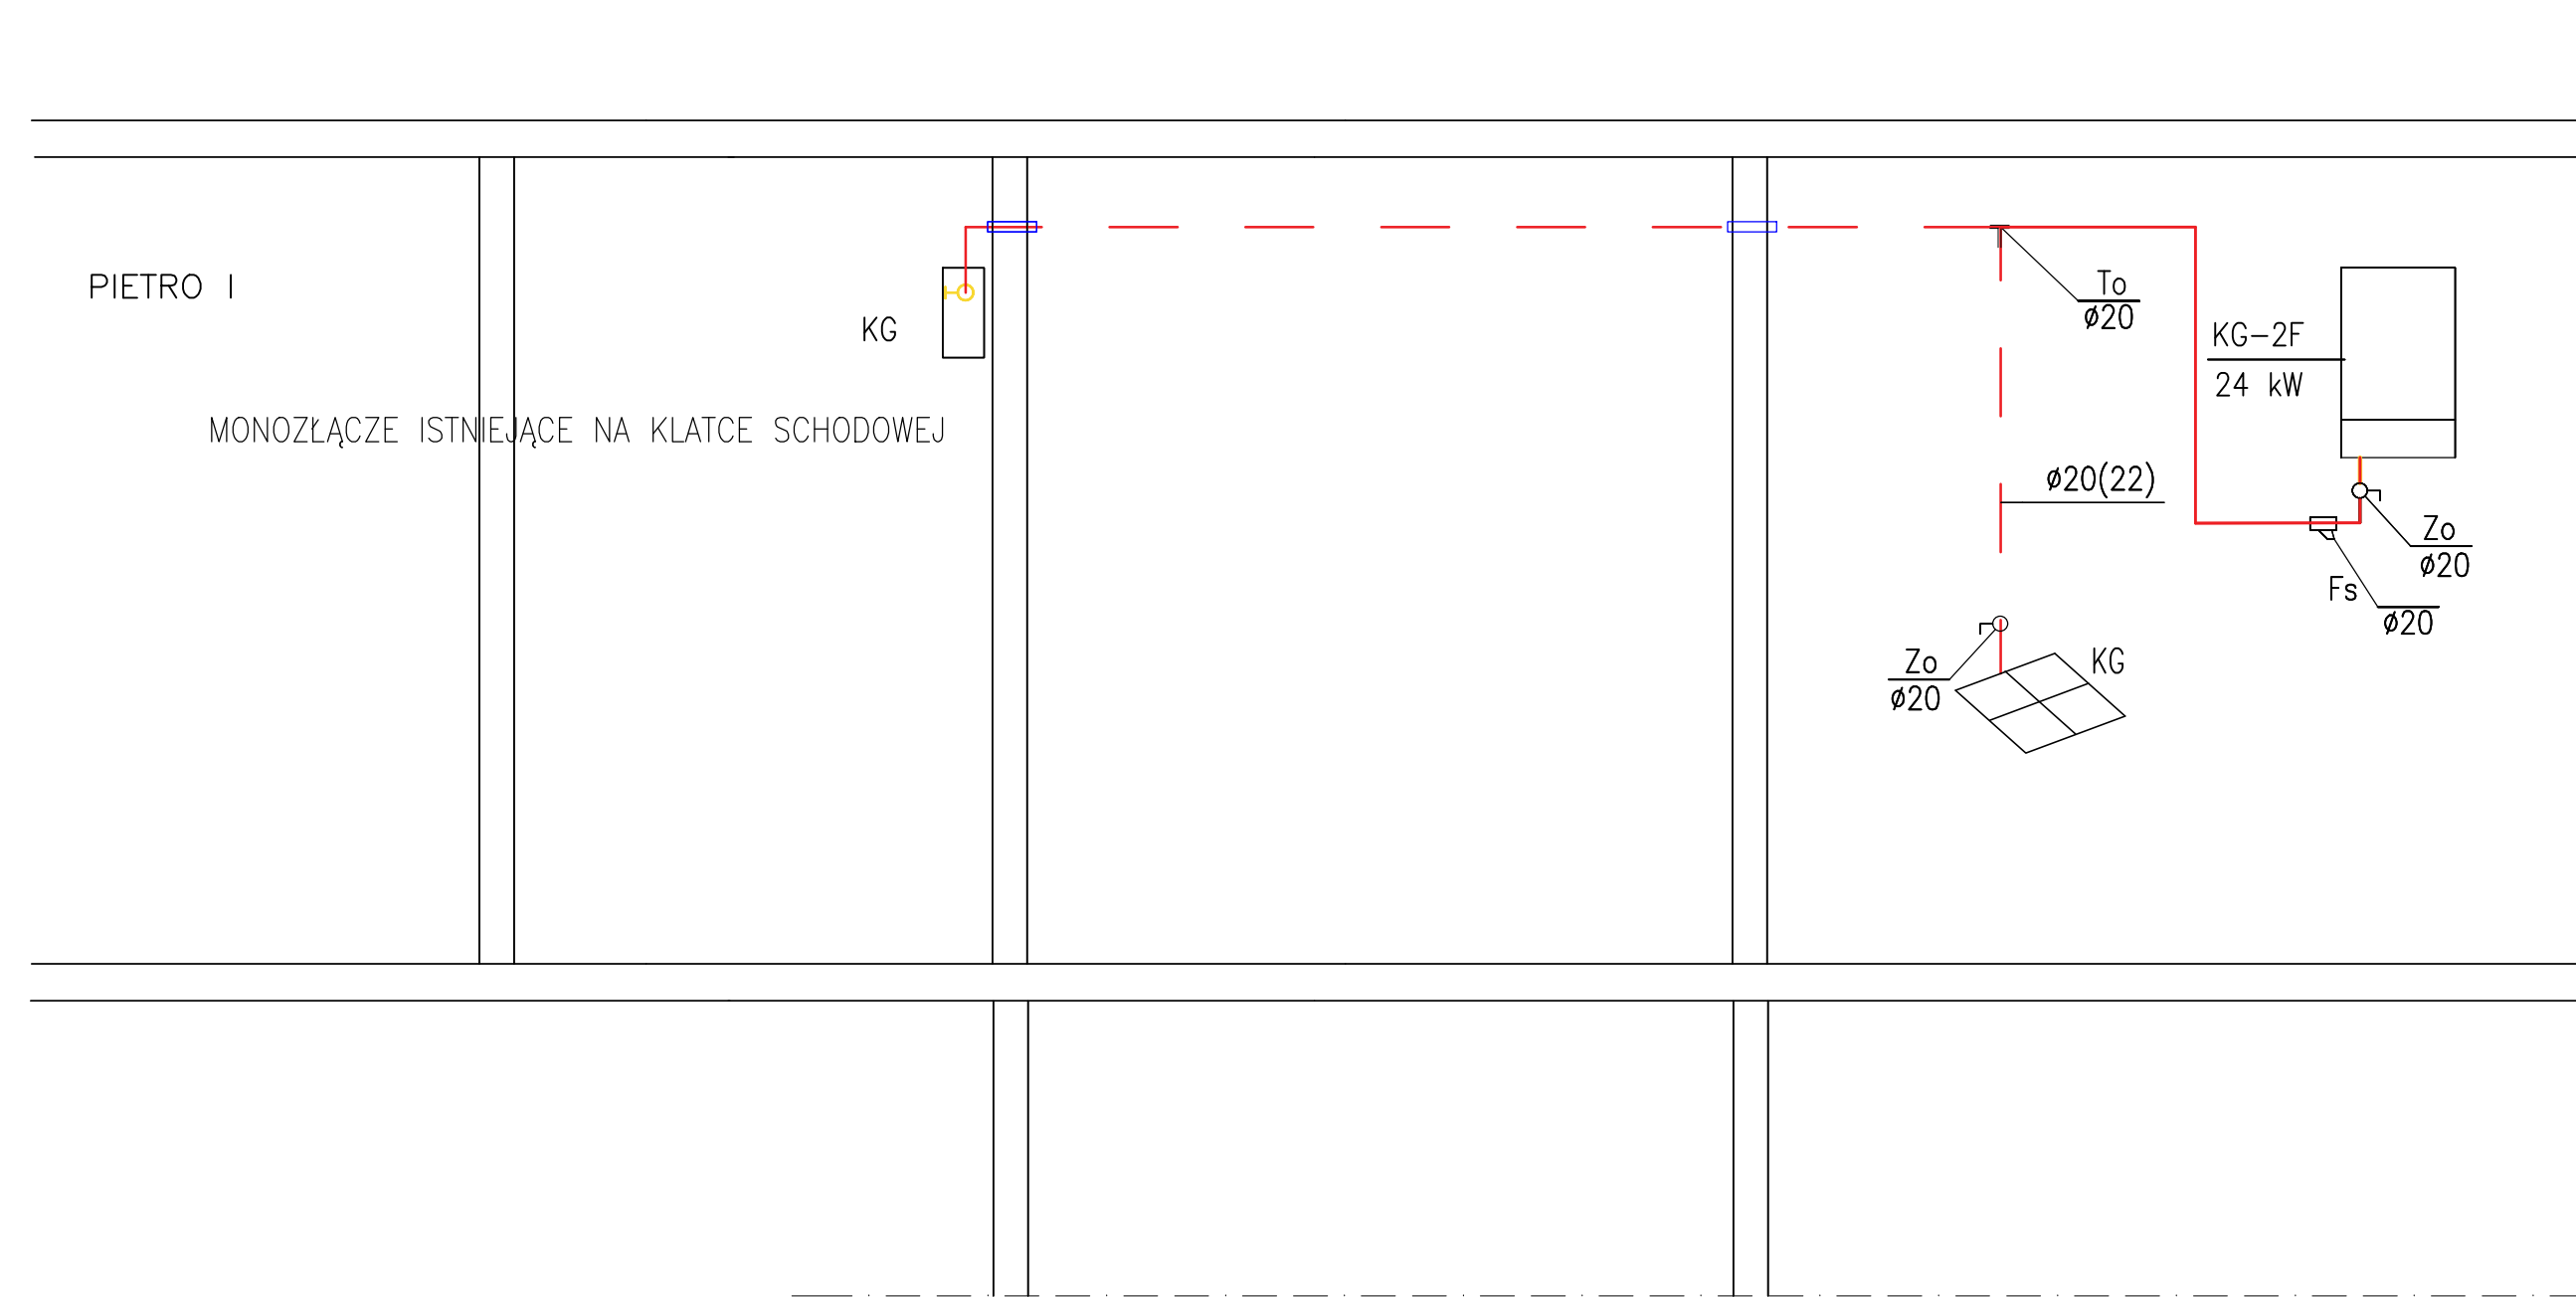 PIETRO I
KG
MONOZŁĄCZE ISTNIEJĄCE NA KLATCE SCHODOWEJ
To
ø20
KG-2F
24 kW
ø20(22)
Zo
ø20
Fs
ø20
Zo
ø20
KG